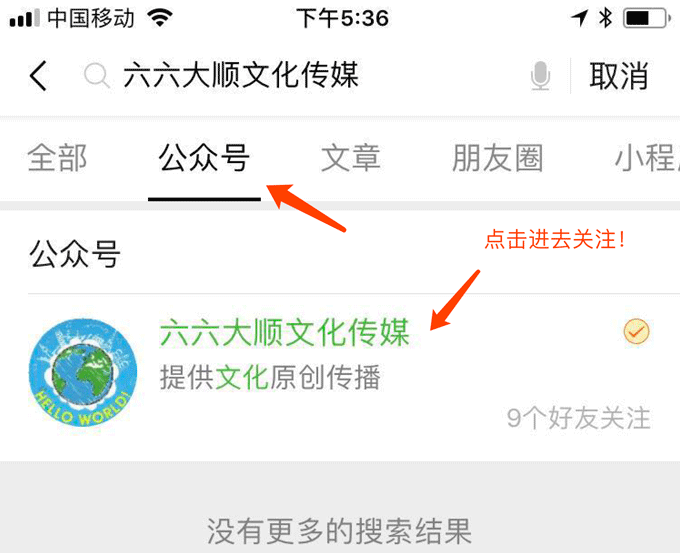 中国移动 下午5:36
六六大顺文化传媒 取消
全部 公众号 文章 朋友圈 小程
点击进去关注!
公众号
六六大顺文化传媒
提供文化原创传播
HELLO WORLD!
9个好友关注
没有更多的搜索结果